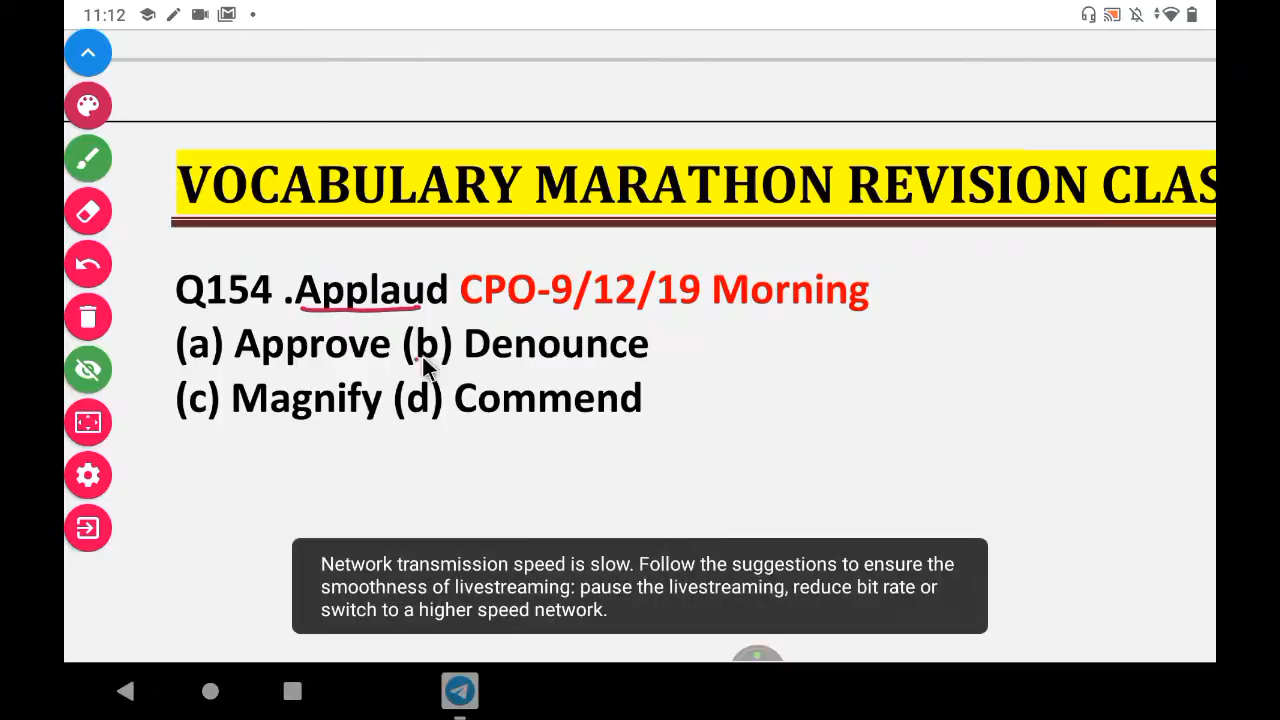 11:12
VOCABULARY MARATHON REVISION CLAS
Q154 .Applaud CPO-9/12/19 Morning
(a) Approve (b) Denounce
(c) Magnify (d) Commend
Network transmission speed is slow. Follow the suggestions to ensure the
smoothness of livestreaming: pause the livestreaming, reduce bit rate or
switch to a higher speed network.